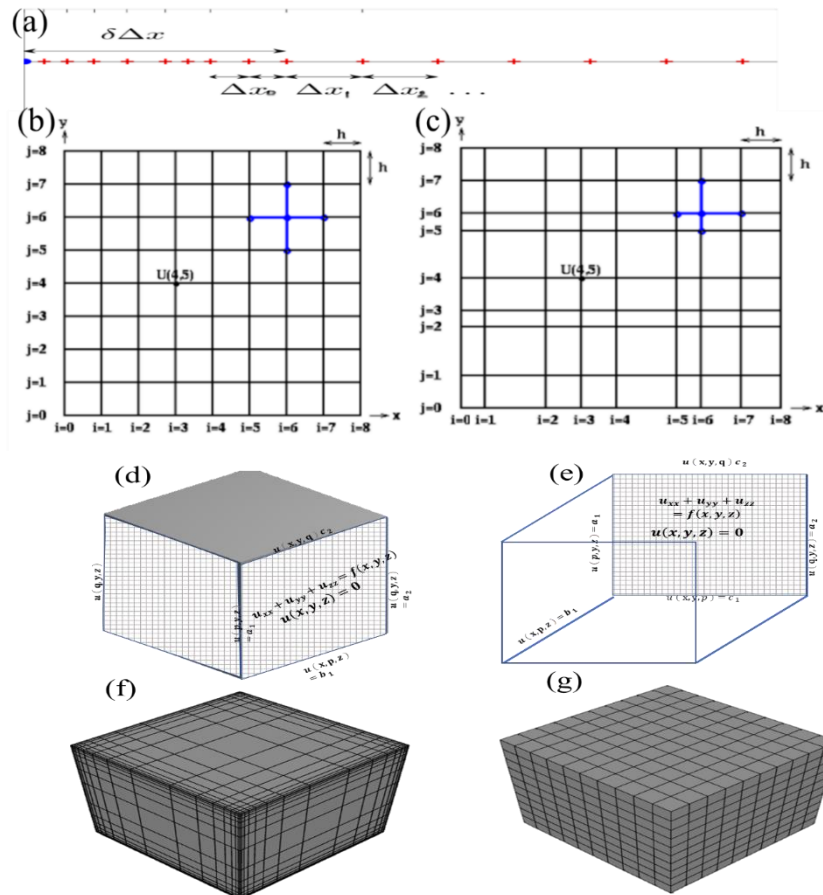 (a)
δΔx
Δx₀ Δx₁ Δx₂ ...
(b)
y
h
h
j=8
j=7
j=6
j=5
U(4,5)
j=4
j=3
j=2
j=1
j=0
x
i=0 i=1 i=2 i=3 i=4 i=5 i=6 i=7 i=8
(c)
y
h
h
j=8
j=7
j=6
j=5
U(4,5)
j=4
j=3
j=2
j=1
j=0
x
i=0 i=1 i=2 i=3 i=4 i=5 i=6 i=7 i=8
(d)
u(x,y,q) c₂
u(q,y,z)
u_xx + u_yy + u_zz = f(x,y,z)
u(x,y,z) = 0
u(p,y,z)
= a₁
u(q,y,z)
= a₂
u(x,p,z)
= b₁
(e)
u(x,y,q) c₂
u_xx + u_yy + u_zz
= f(x,y,z)
u(x,y,z) = 0
u(p,y,z) = a₁
u(q,y,z) = a₂
u(x,y,p) = c₁
u(x,p,z) = b₁
(f)
(g)